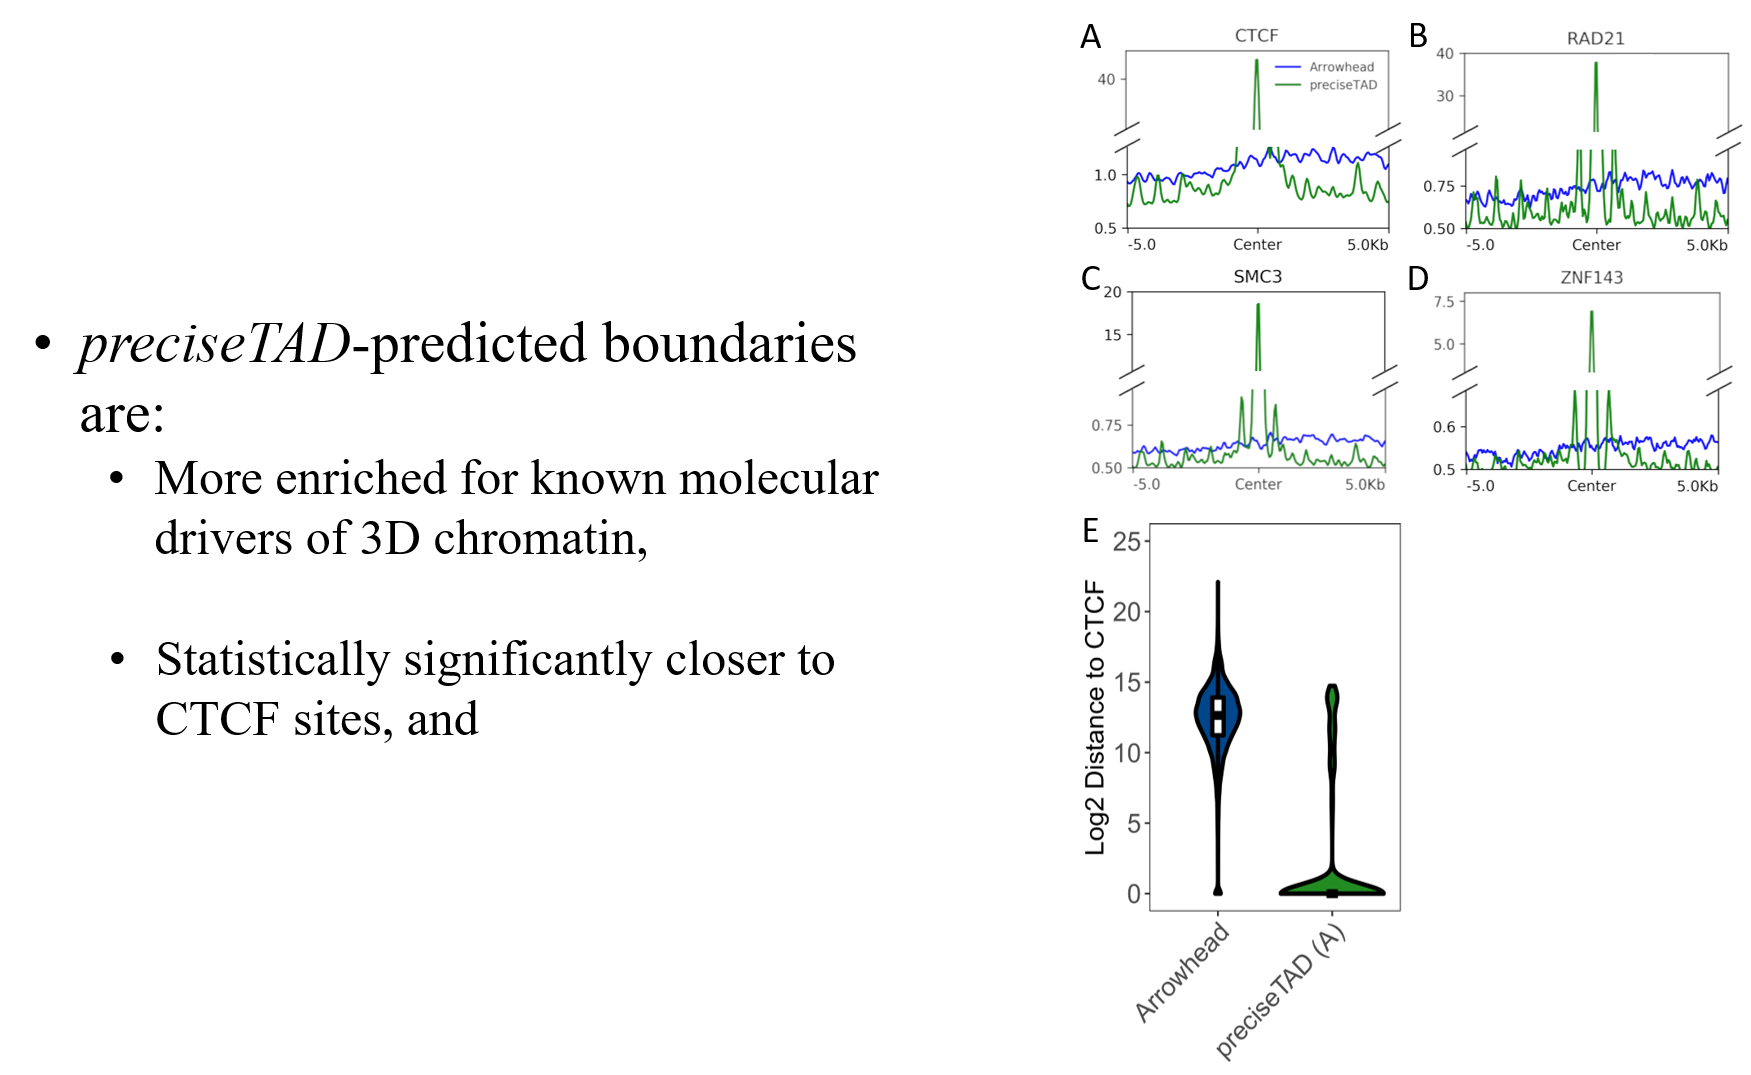 • preciseTAD-predicted boundaries
are:
• More enriched for known molecular
drivers of 3D chromatin,
• Statistically significantly closer to
CTCF sites, and
A
CTCF
Arrowhead
preciseTAD
40
1.0
0.5
-5.0 Center 5.0Kb
B
RAD21
40
30
0.75
0.50
-5.0 Center 5.0Kb
C
SMC3
20
15
0.75
0.50
-5.0 Center 5.0Kb
D
ZNF143
7.5
5.0
0.6
0.5
-5.0 Center 5.0Kb
E
Log2 Distance to CTCF
25
20
15
10
5
0
Arrowhead
preciseTAD (A)